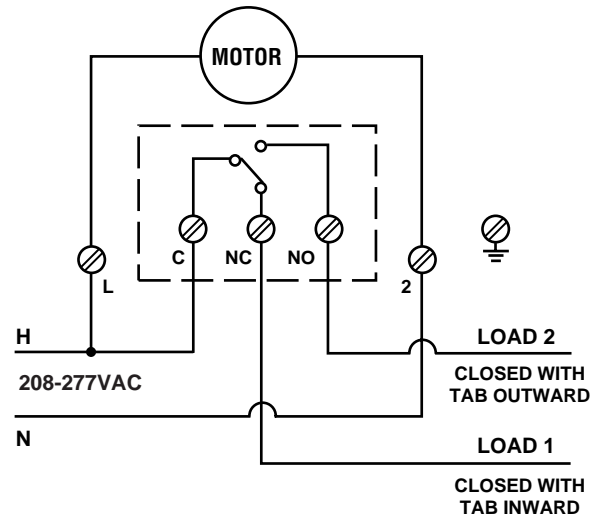 MOTOR
C
NC
NO
L
2
H
LOAD 2
208-277VAC
CLOSED WITH
TAB OUTWARD
N
LOAD 1
CLOSED WITH
TAB INWARD